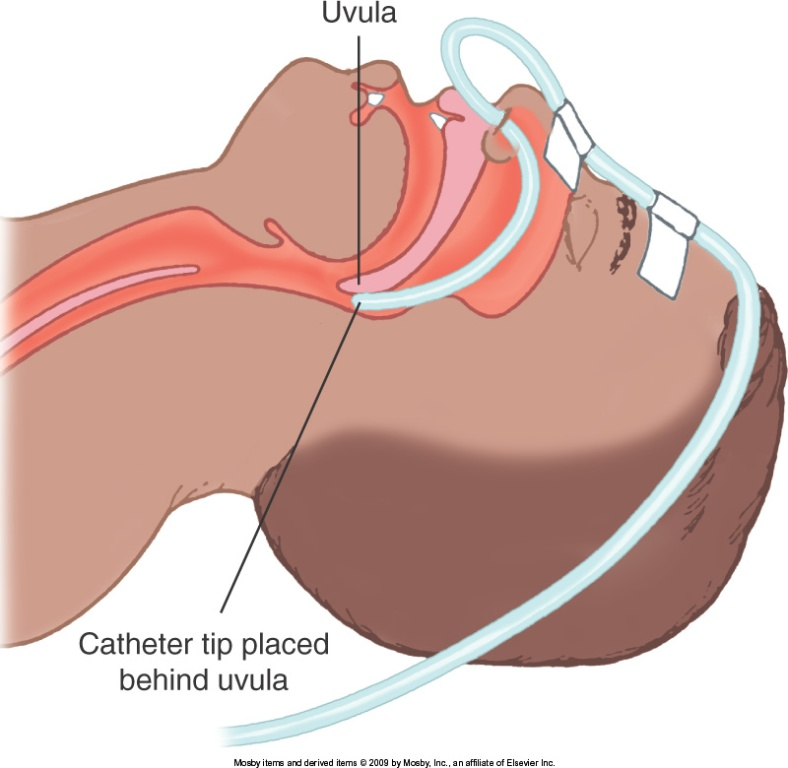 Uvula
Catheter tip placed
behind uvula
Mosby items and derived items © 2009 by Mosby, Inc., an affiliate of Elsevier Inc.